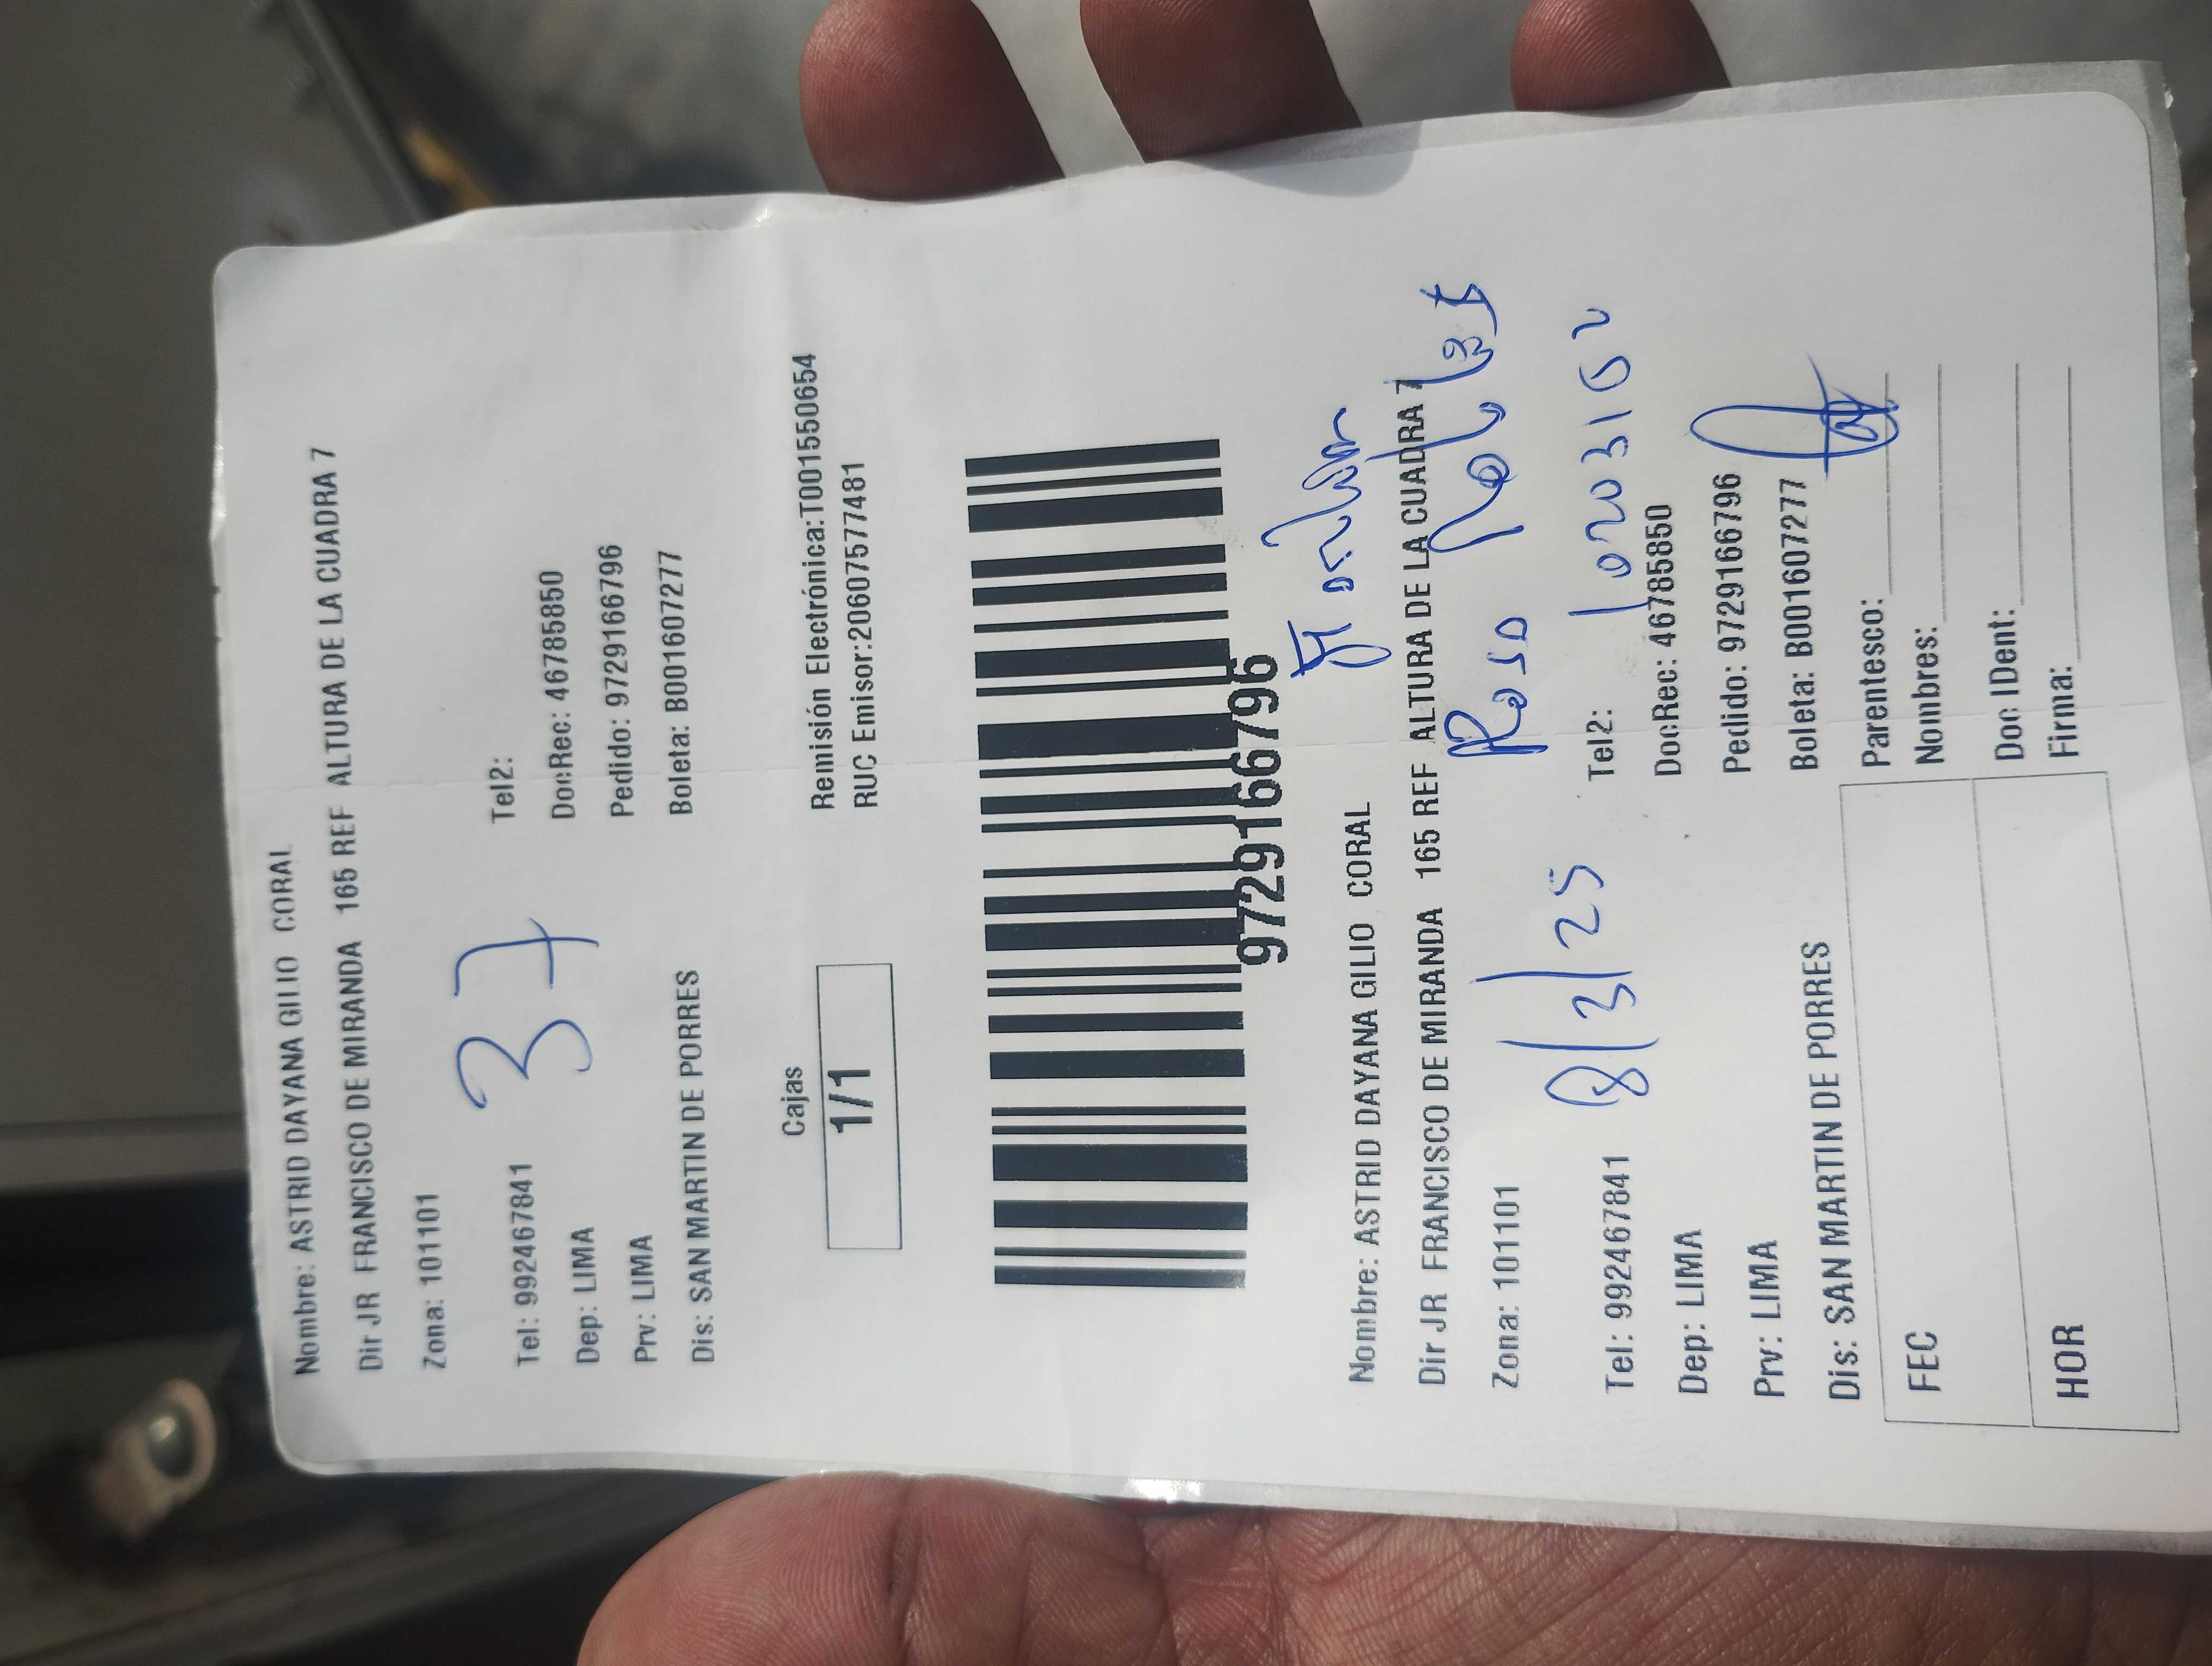 Nombre: ASTRID DAYANA GILIO CORAL
Dir JR FRANCISCO DE MIRANDA 165 REF ALTURA DE LA CUADRA 7
Zona: 101101
37
Tel: 992467841 Tel2:
Dep: LIMA DocRec: 46785850
Prv: LIMA Pedido: 9729166796
Dis: SAN MARTIN DE PORRES Boleta: B001607277
Cajas
1/1
Remisión Electrónica:T001550654
RUC Emisor:20607577481
9729166796
Nombre: ASTRID DAYANA GILIO CORAL
Dir JR FRANCISCO DE MIRANDA 165 REF ALTURA DE LA CUADRA 7
Rosa
Zona: 101101
8/3/25
Tel: 992467841 Tel2:
Dep: LIMA DocRec: 46785850
Prv: LIMA Pedido: 9729166796
Dis: SAN MARTIN DE PORRES Boleta: B001607277
FEC
HOR
Parentesco:
Nombres:
Doc IDent:
Firma: